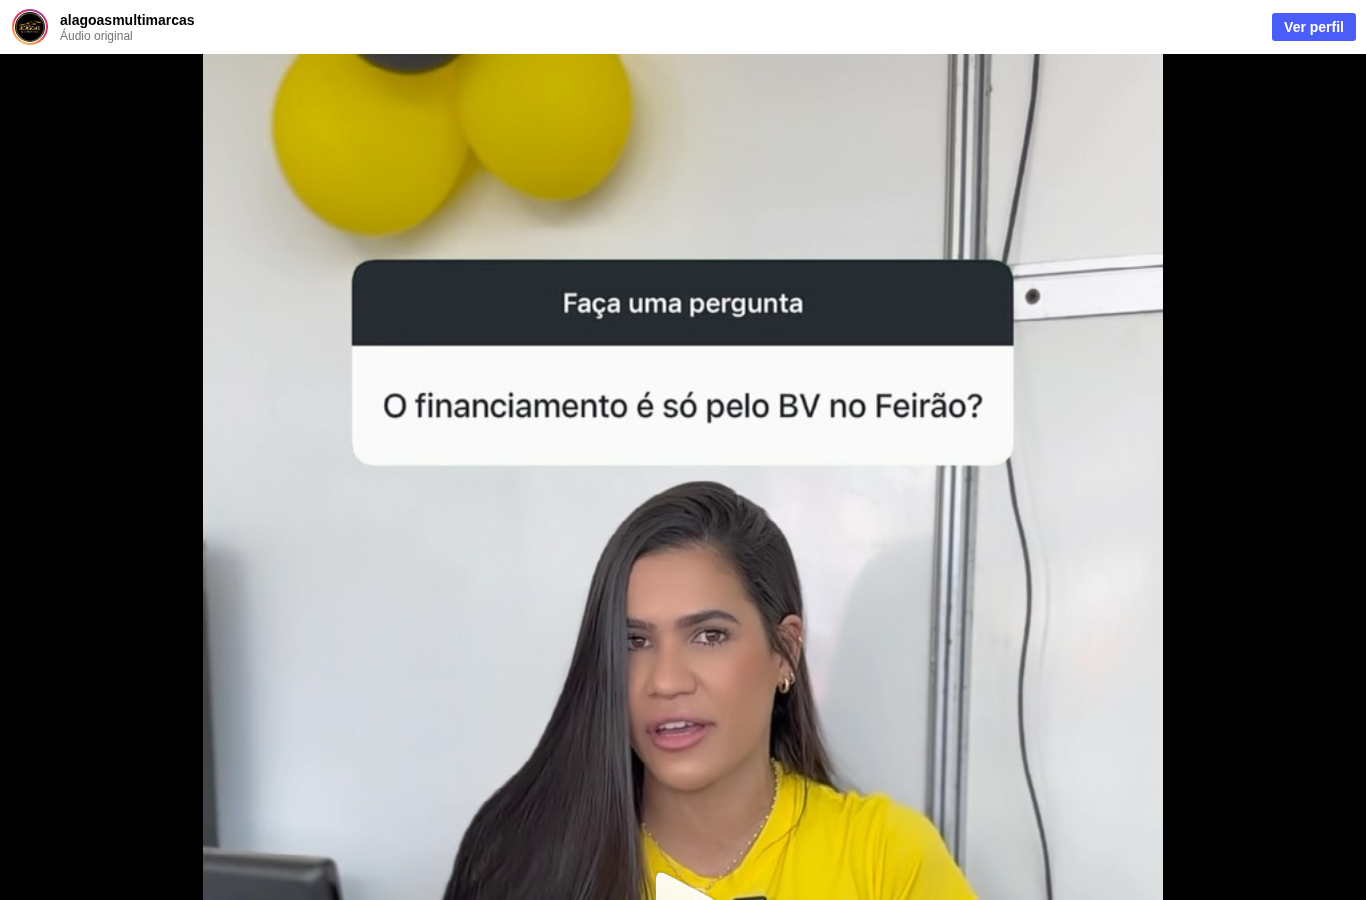 alagoasmultimarcas
Áudio original
Ver perfil
Faça uma pergunta
O financiamento é só pelo BV no Feirão?